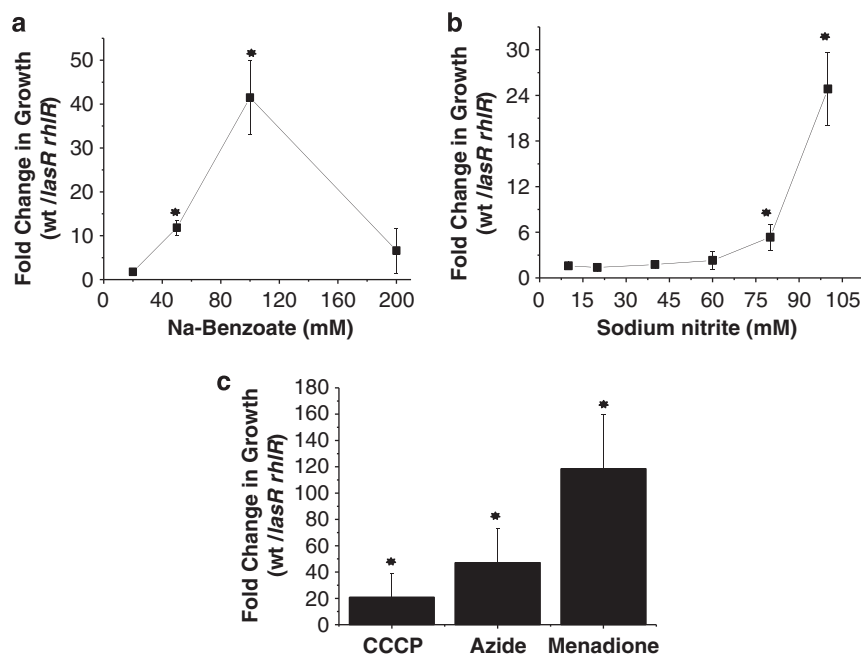 a
Fold Change in Growth
(wt /lasR rhlR)
50
40
30
20
10
0
0 40 80 120 160 200
Na-Benzoate (mM)
b
Fold Change in Growth
(wt /lasR rhlR)
30
24
18
12
6
0
0 15 30 45 60 75 90 105
Sodium nitrite (mM)
c
Fold Change in Growth
(wt /lasR rhlR)
180
160
140
120
100
80
60
40
20
0
CCCP Azide Menadione